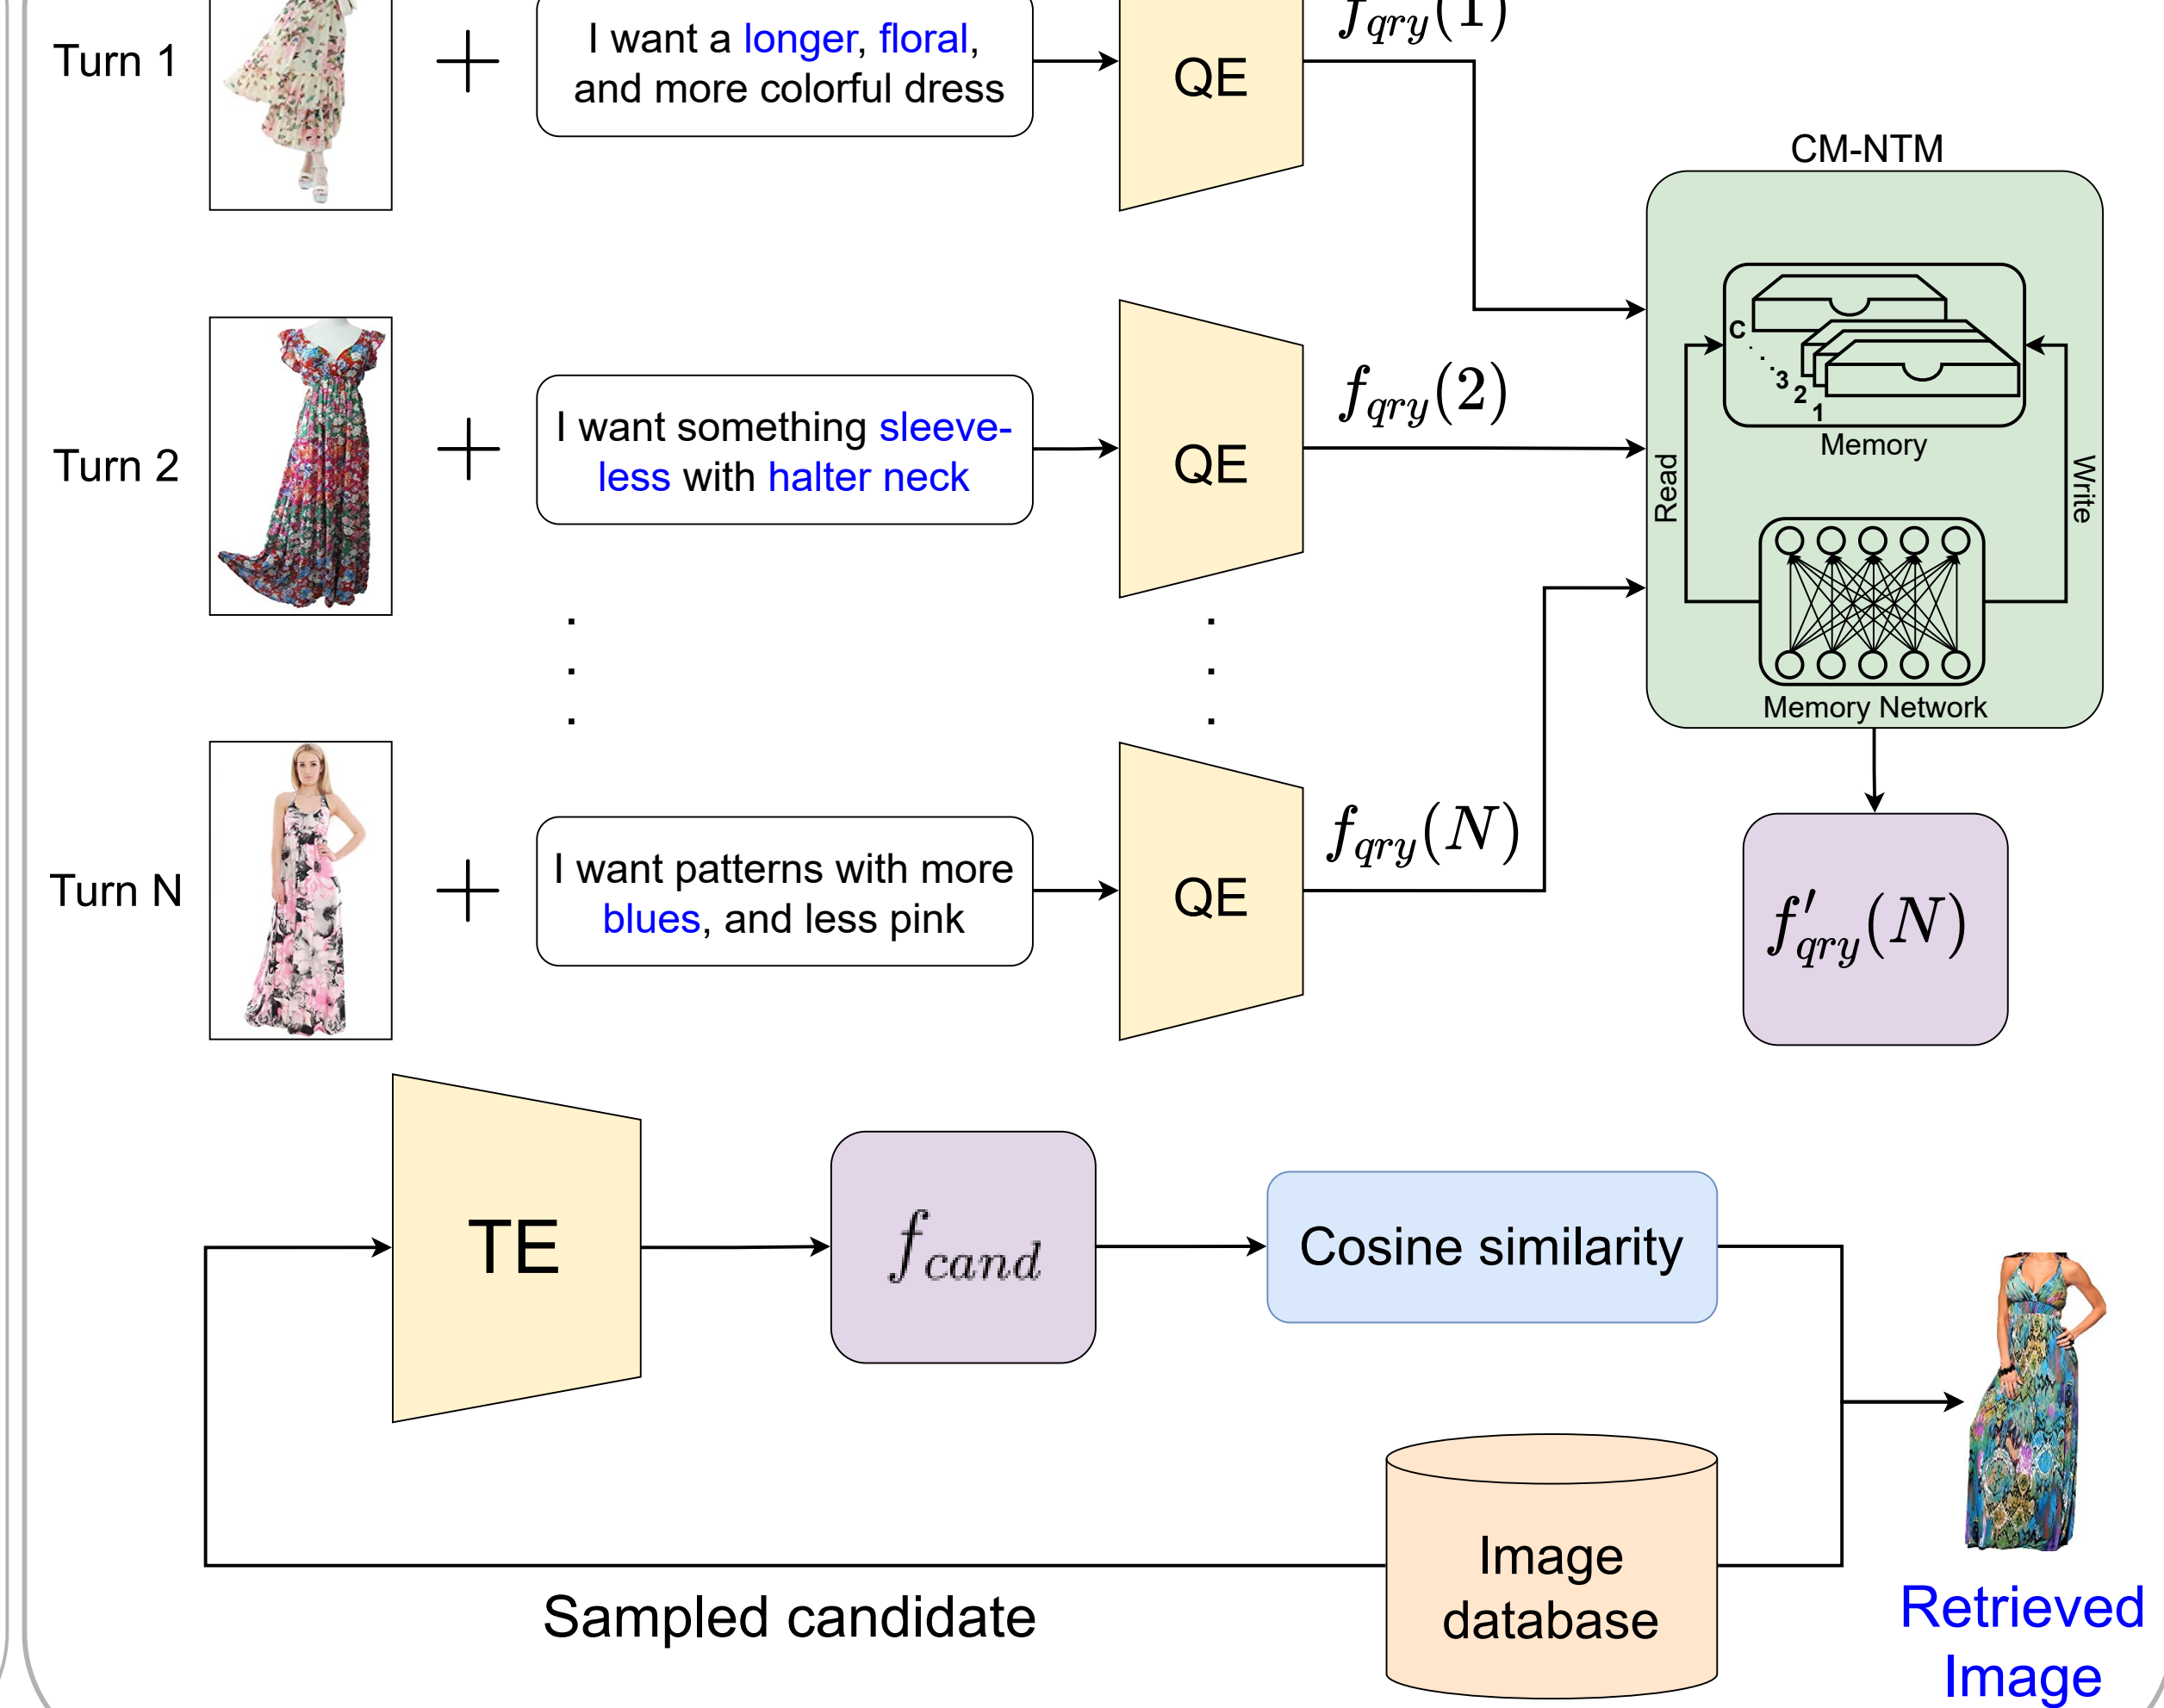 Turn 1
I want a longer, floral,
and more colorful dress
QE
f_{qry}(1)
CM-NTM
C
3
2
1
Memory
Read
Write
Memory Network
Turn 2
I want something sleeve-
less with halter neck
QE
f_{qry}(2)
Turn N
I want patterns with more
blues, and less pink
QE
f_{qry}(N)
f'_{qry}(N)
TE
f_{cand}
Cosine similarity
Image
database
Sampled candidate
Retrieved
Image